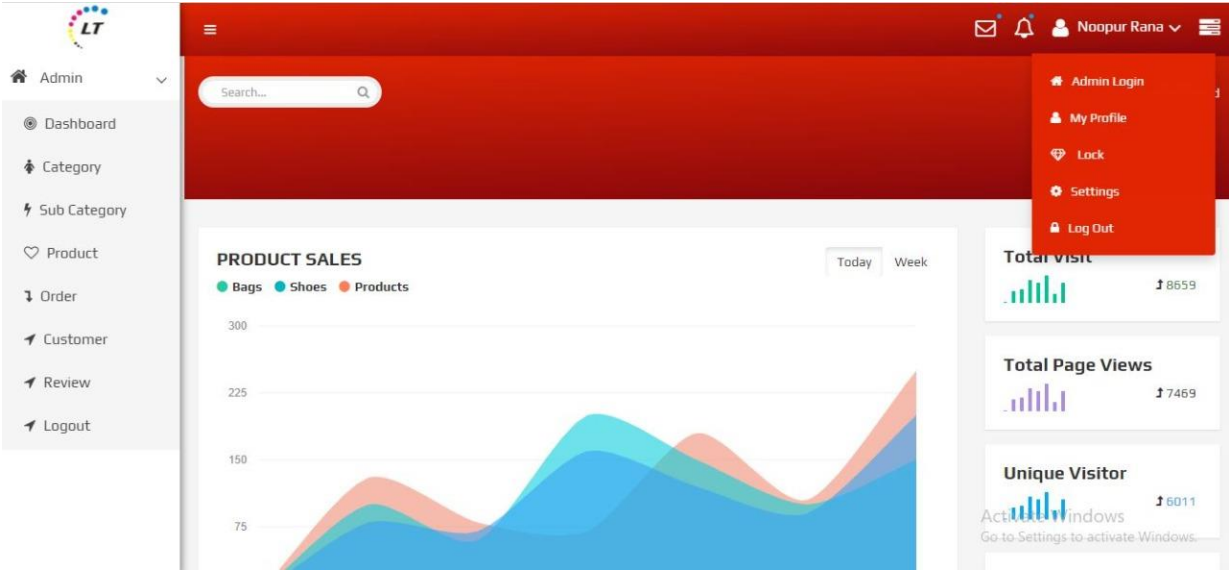 LT
Noopur Rana
Admin
Dashboard
Category
Sub Category
Product
Order
Customer
Review
Logout
Search...
Admin Login
My Profile
Lock
Settings
Log Out
PRODUCT SALES
Today Week
Bags Shoes Products
300
225
150
75
Total Visit
8659
Total Page Views
7469
Unique Visitor
6011
Activate Windows
Go to Settings to activate Windows.